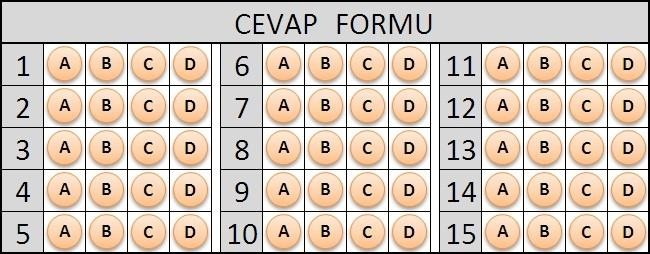 CEVAP FORMU
1 A B C D 6 A B C D 11 A B C D
2 A B C D 7 A B C D 12 A B C D
3 A B C D 8 A B C D 13 A B C D
4 A B C D 9 A B C D 14 A B C D
5 A B C D 10 A B C D 15 A B C D